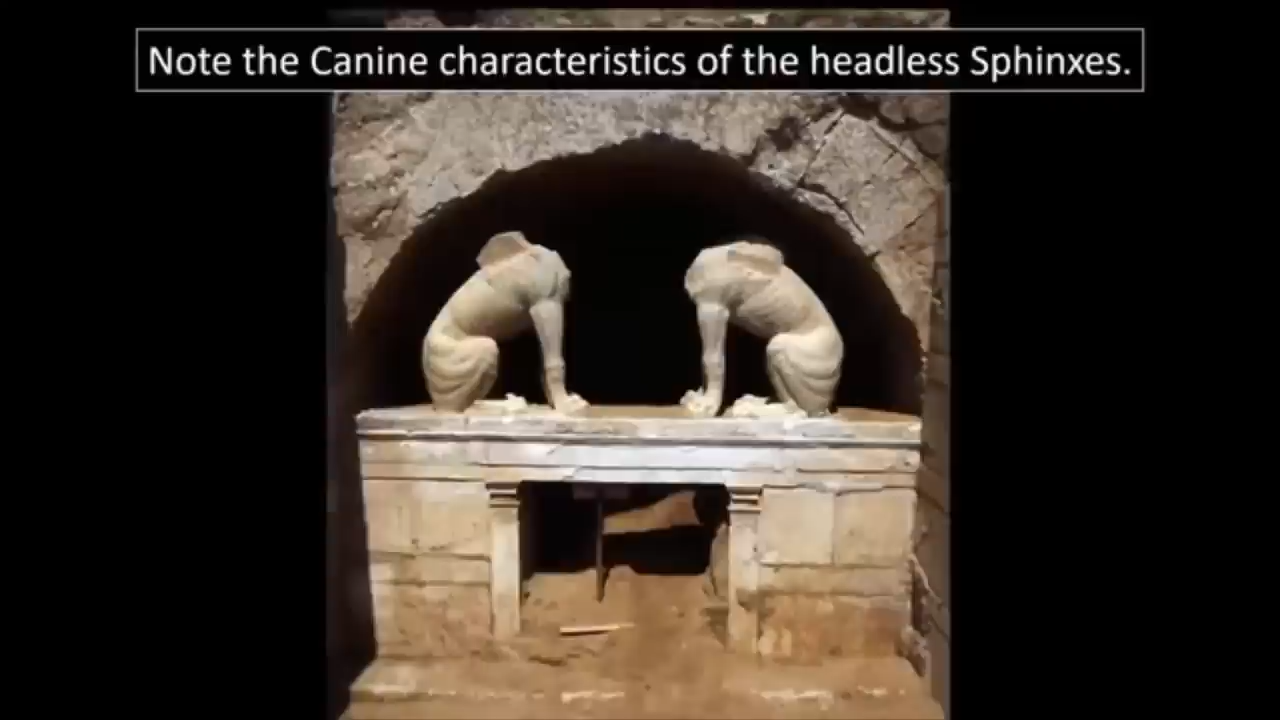 Note the Canine characteristics of the headless Sphinxes.